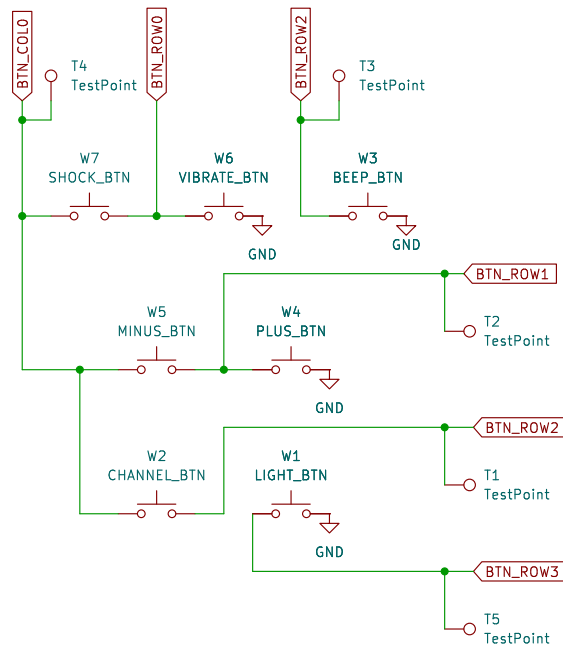 BTN_COL0
BTN_ROW0
BTN_ROW2
T4
TestPoint
T3
TestPoint
W7
SHOCK_BTN
W6
VIBRATE_BTN
W3
BEEP_BTN
GND
GND
BTN_ROW1
W5
MINUS_BTN
W4
PLUS_BTN
T2
TestPoint
GND
BTN_ROW2
W2
CHANNEL_BTN
W1
LIGHT_BTN
T1
TestPoint
GND
BTN_ROW3
T5
TestPoint